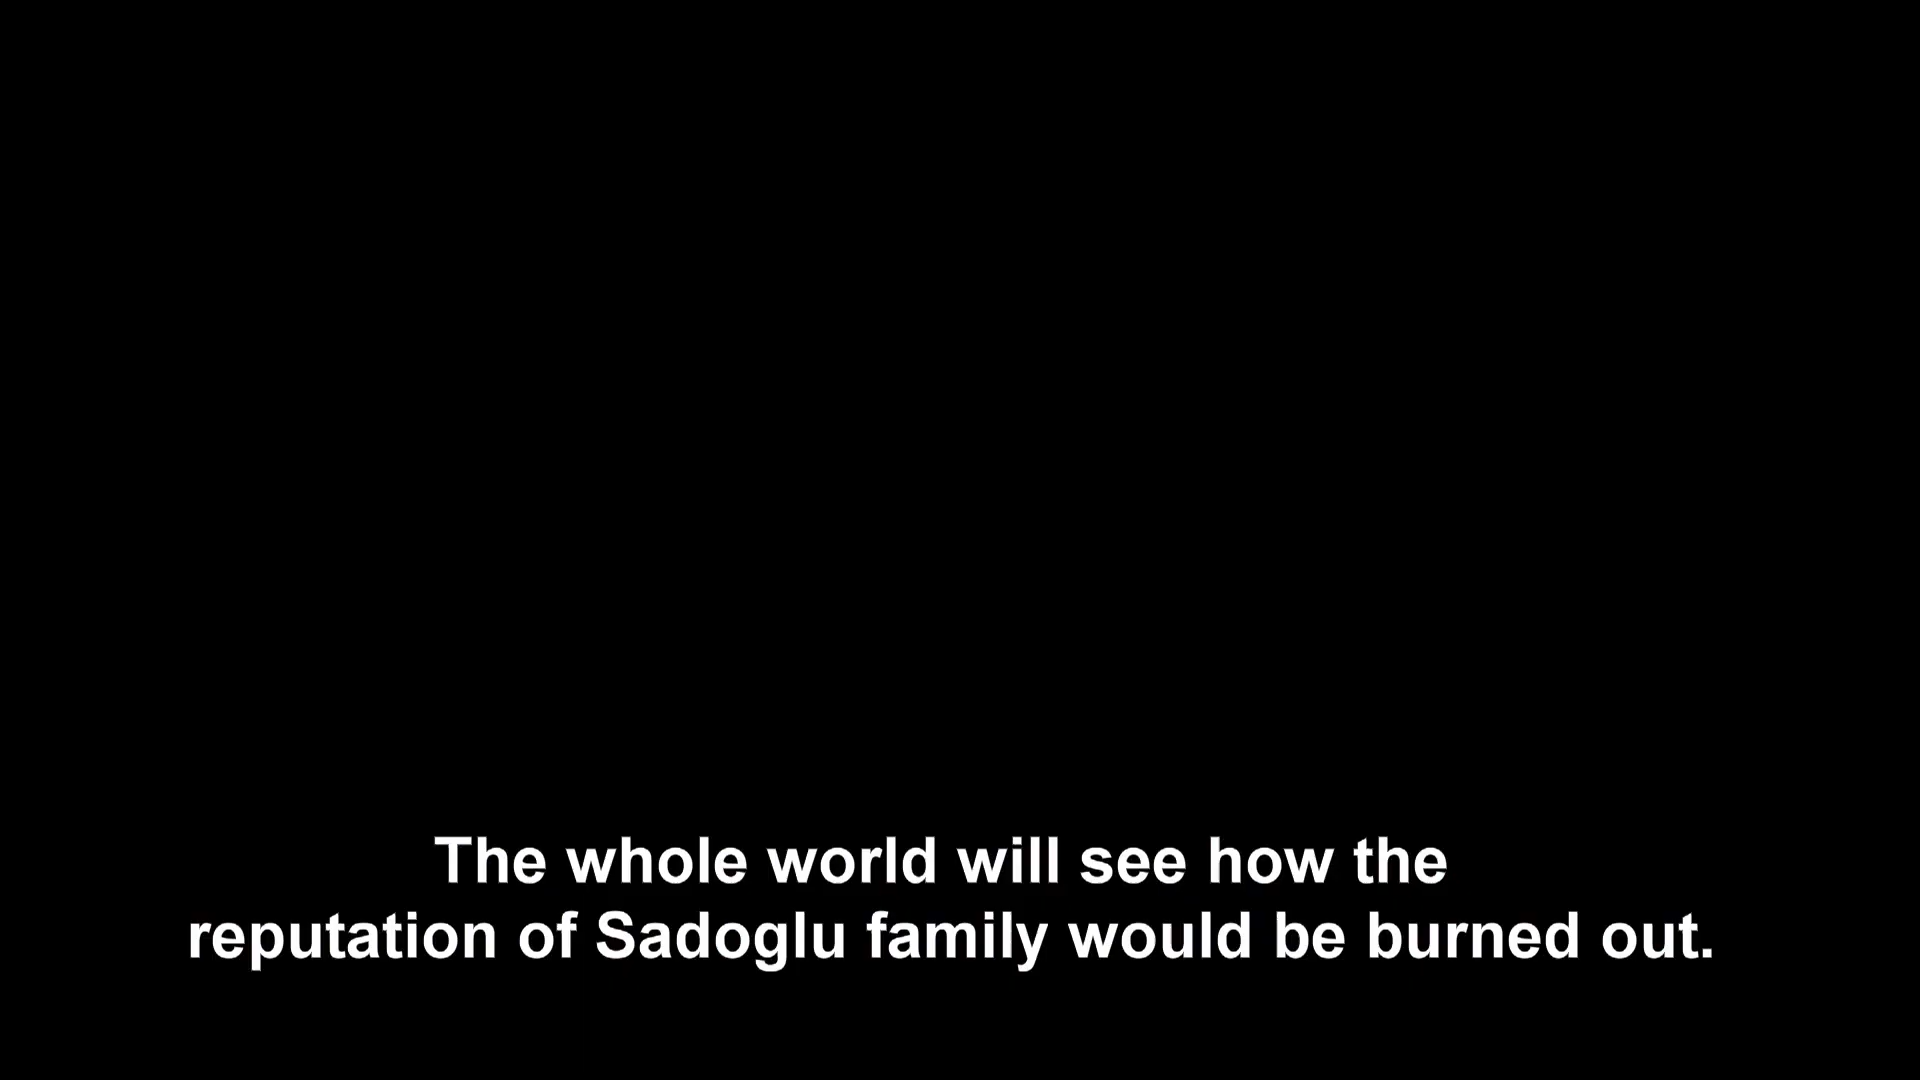 The whole world will see how the
reputation of Sadoglu family would be burned out.